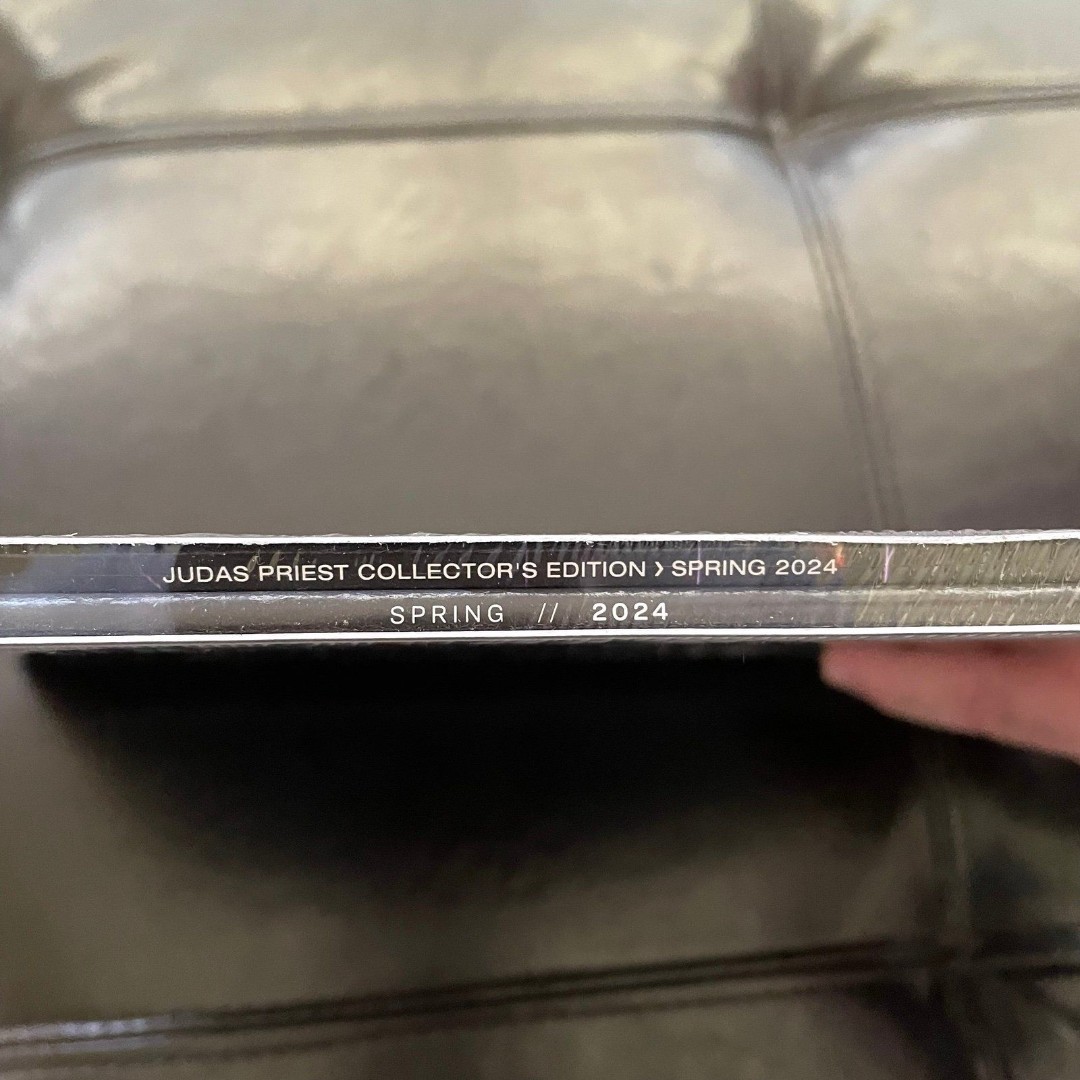 JUDAS PRIEST COLLECTOR'S EDITION › SPRING 2024
SPRING // 2024